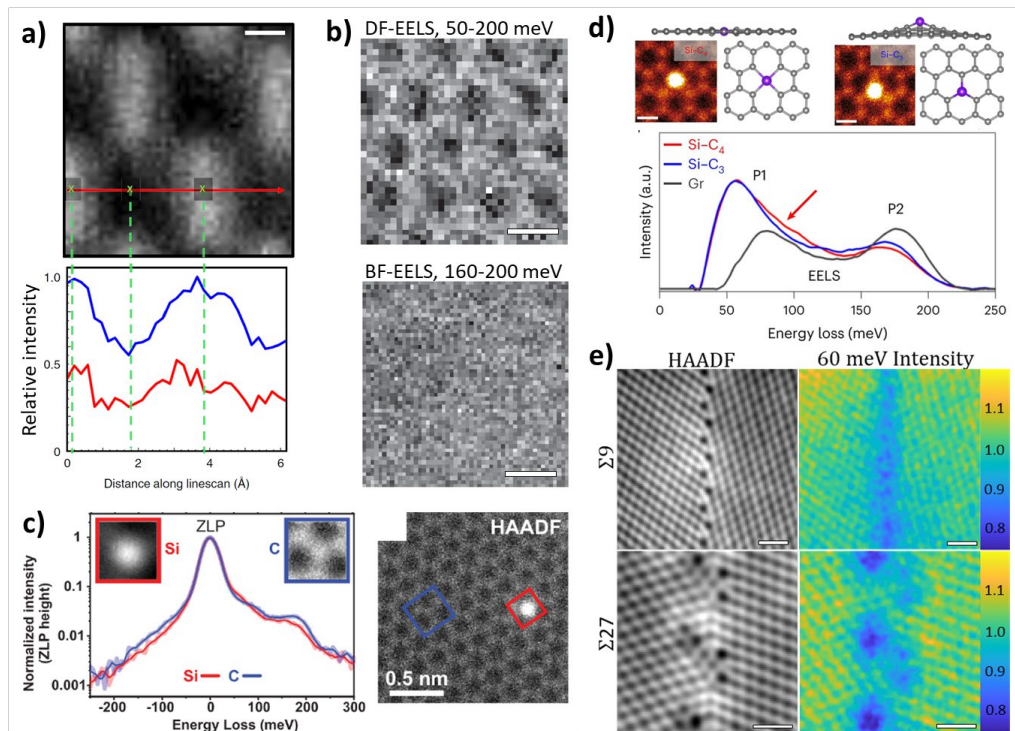 a)
1.0
0.5
0
Relative intensity
0 2 4 6
Distance along linescan (Å)
b)
DF-EELS, 50-200 meV
BF-EELS, 160-200 meV
c)
ZLP
Si
C
1
0.1
0.01
0.001
Normalized intensity
(ZLP height)
Si C
-200 -100 0 100 200 300
Energy Loss (meV)
HAADF
0.5 nm
d)
Si-C₄
Si-C₃
Si–C₄
Si–C₃
Gr
P1
P2
EELS
Intensity (a.u.)
0 50 100 150 200 250
Energy loss (meV)
e)
HAADF
60 meV Intensity
Σ9
1.1
1.0
0.9
0.8
Σ27
1.1
1.0
0.9
0.8